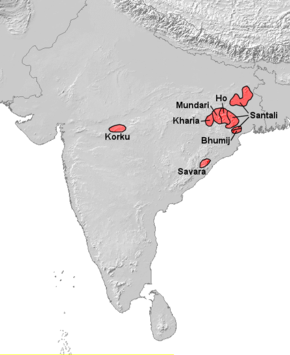 Ho
Mundari
Santali
Kharia
Korku
Bhumij
Savara